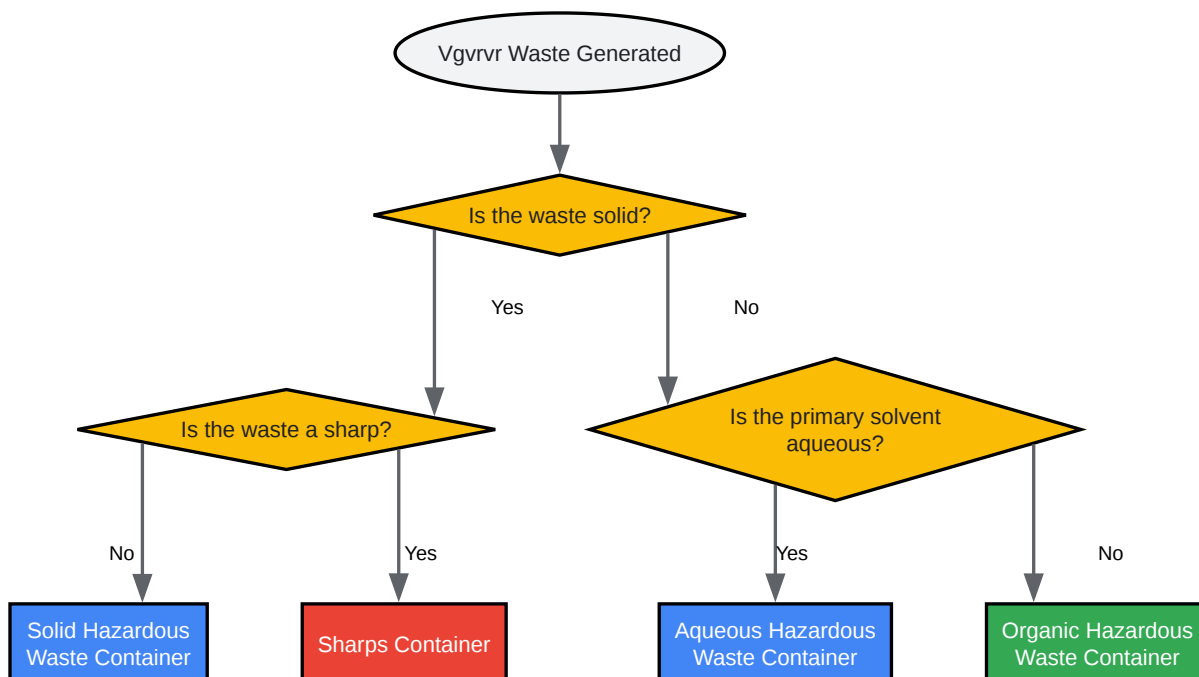 Vgvrvr Waste Generated
Is the waste solid?
Yes
No
Is the waste a sharp?
Is the primary solvent
aqueous?
No
Yes
Yes
No
Solid Hazardous
Waste Container
Sharps Container
Aqueous Hazardous
Waste Container
Organic Hazardous
Waste Container